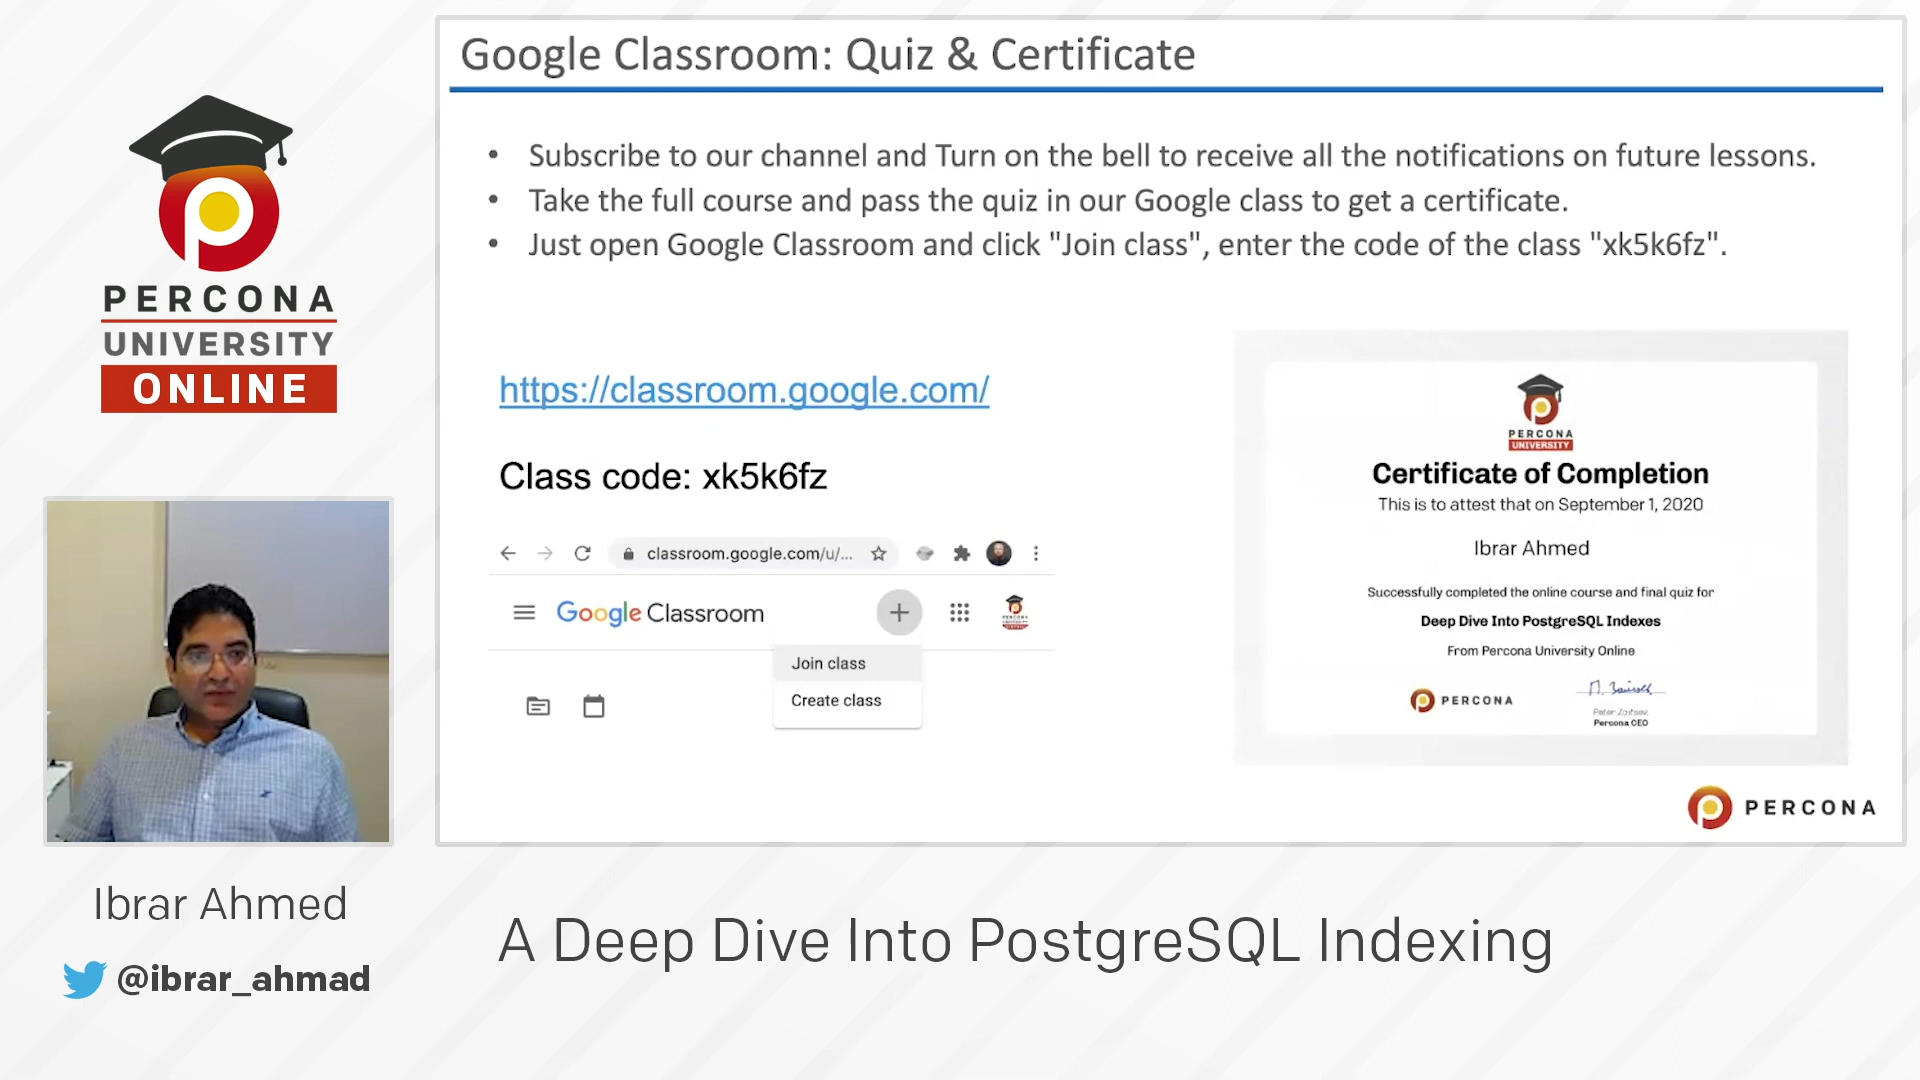 PERCONA
UNIVERSITY
ONLINE
Ibrar Ahmed
@ibrar_ahmad
Google Classroom: Quiz & Certificate
• Subscribe to our channel and Turn on the bell to receive all the notifications on future lessons.
• Take the full course and pass the quiz in our Google class to get a certificate.
• Just open Google Classroom and click "Join class", enter the code of the class "xk5k6fz".
https://classroom.google.com/
Class code: xk5k6fz
classroom.google.com/u/...
Google Classroom
Join class
Create class
PERCONA
UNIVERSITY
Certificate of Completion
This is to attest that on September 1, 2020
Ibrar Ahmed
Successfully completed the online course and final quiz for
Deep Dive Into PostgreSQL Indexes
From Percona University Online
PERCONA
Peter Zaitsev,
Percona CEO
PERCONA
A Deep Dive Into PostgreSQL Indexing